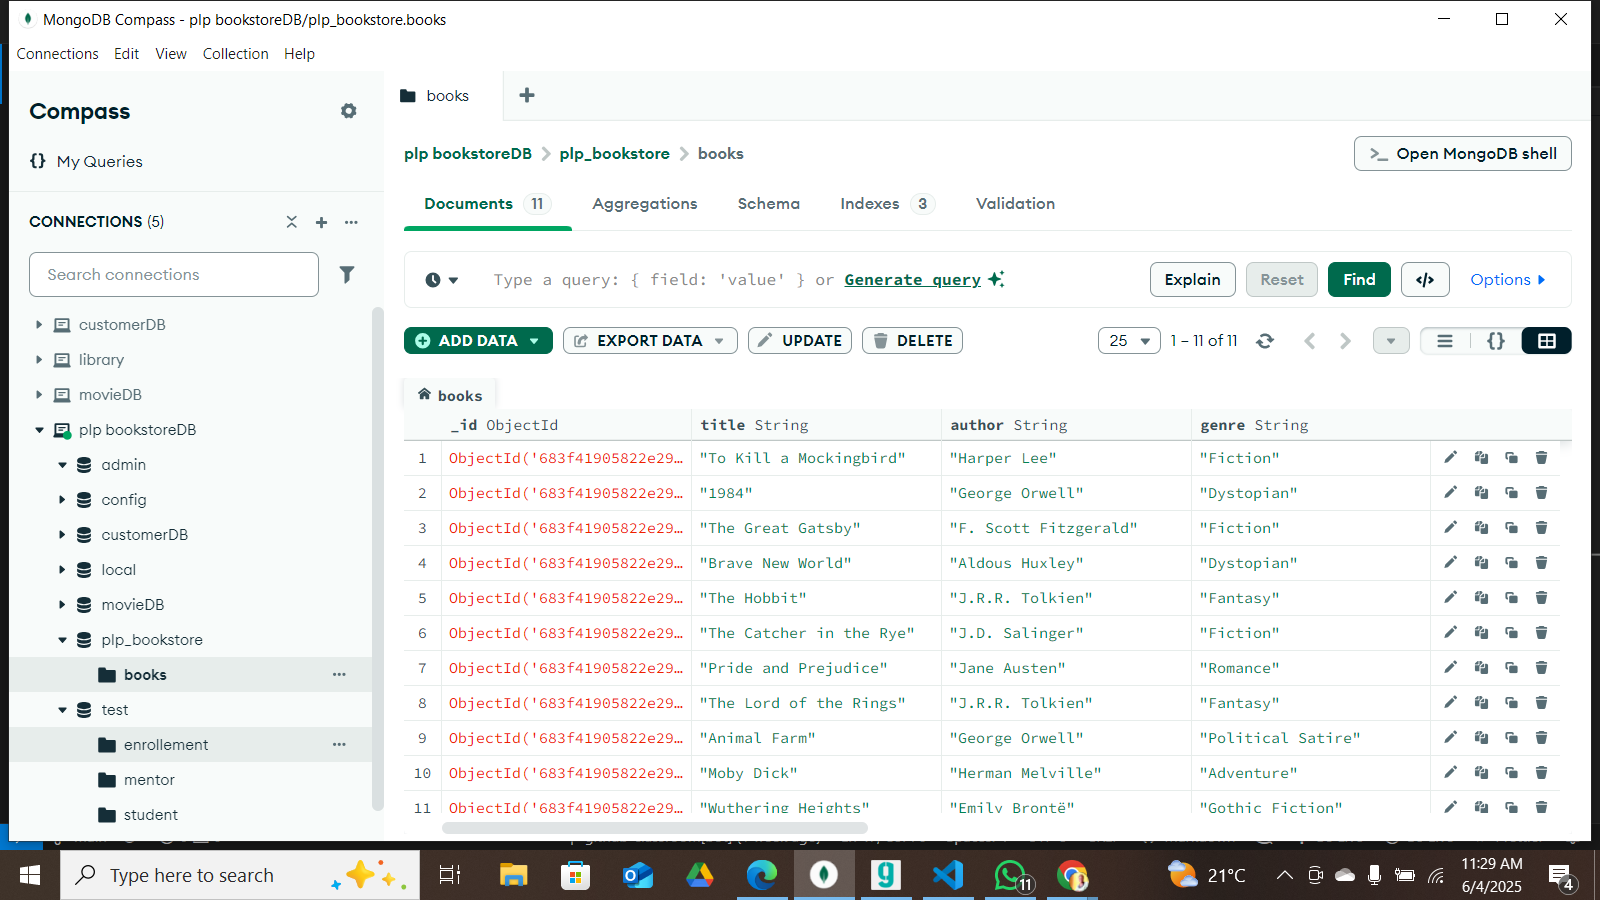 MongoDB Compass - plp bookstoreDB/plp_bookstore.books
Connections Edit View Collection Help
Compass
{} My Queries
CONNECTIONS (5)
Search connections
customerDB
library
movieDB
plp bookstoreDB
admin
config
customerDB
local
movieDB
plp_bookstore
books
test
enrollement
mentor
student
books
plp bookstoreDB > plp_bookstore > books
>_ Open MongoDB shell
Documents 11 Aggregations Schema Indexes 3 Validation
Type a query: { field: 'value' } or Generate query
Explain Reset Find </> Options
ADD DATA EXPORT DATA UPDATE DELETE
25 1 – 11 of 11 {}
books
_id ObjectId title String author String genre String
1 ObjectId('683f41905822e29… "To Kill a Mockingbird" "Harper Lee" "Fiction"
2 ObjectId('683f41905822e29… "1984" "George Orwell" "Dystopian"
3 ObjectId('683f41905822e29… "The Great Gatsby" "F. Scott Fitzgerald" "Fiction"
4 ObjectId('683f41905822e29… "Brave New World" "Aldous Huxley" "Dystopian"
5 ObjectId('683f41905822e29… "The Hobbit" "J.R.R. Tolkien" "Fantasy"
6 ObjectId('683f41905822e29… "The Catcher in the Rye" "J.D. Salinger" "Fiction"
7 ObjectId('683f41905822e29… "Pride and Prejudice" "Jane Austen" "Romance"
8 ObjectId('683f41905822e29… "The Lord of the Rings" "J.R.R. Tolkien" "Fantasy"
9 ObjectId('683f41905822e29… "Animal Farm" "George Orwell" "Political Satire"
10 ObjectId('683f41905822e29… "Moby Dick" "Herman Melville" "Adventure"
11 ObjectId('683f41905822e29… "Wuthering Heights" "Emily Brontë" "Gothic Fiction"
Type here to search
11
21°C
11:29 AM
6/4/2025
4